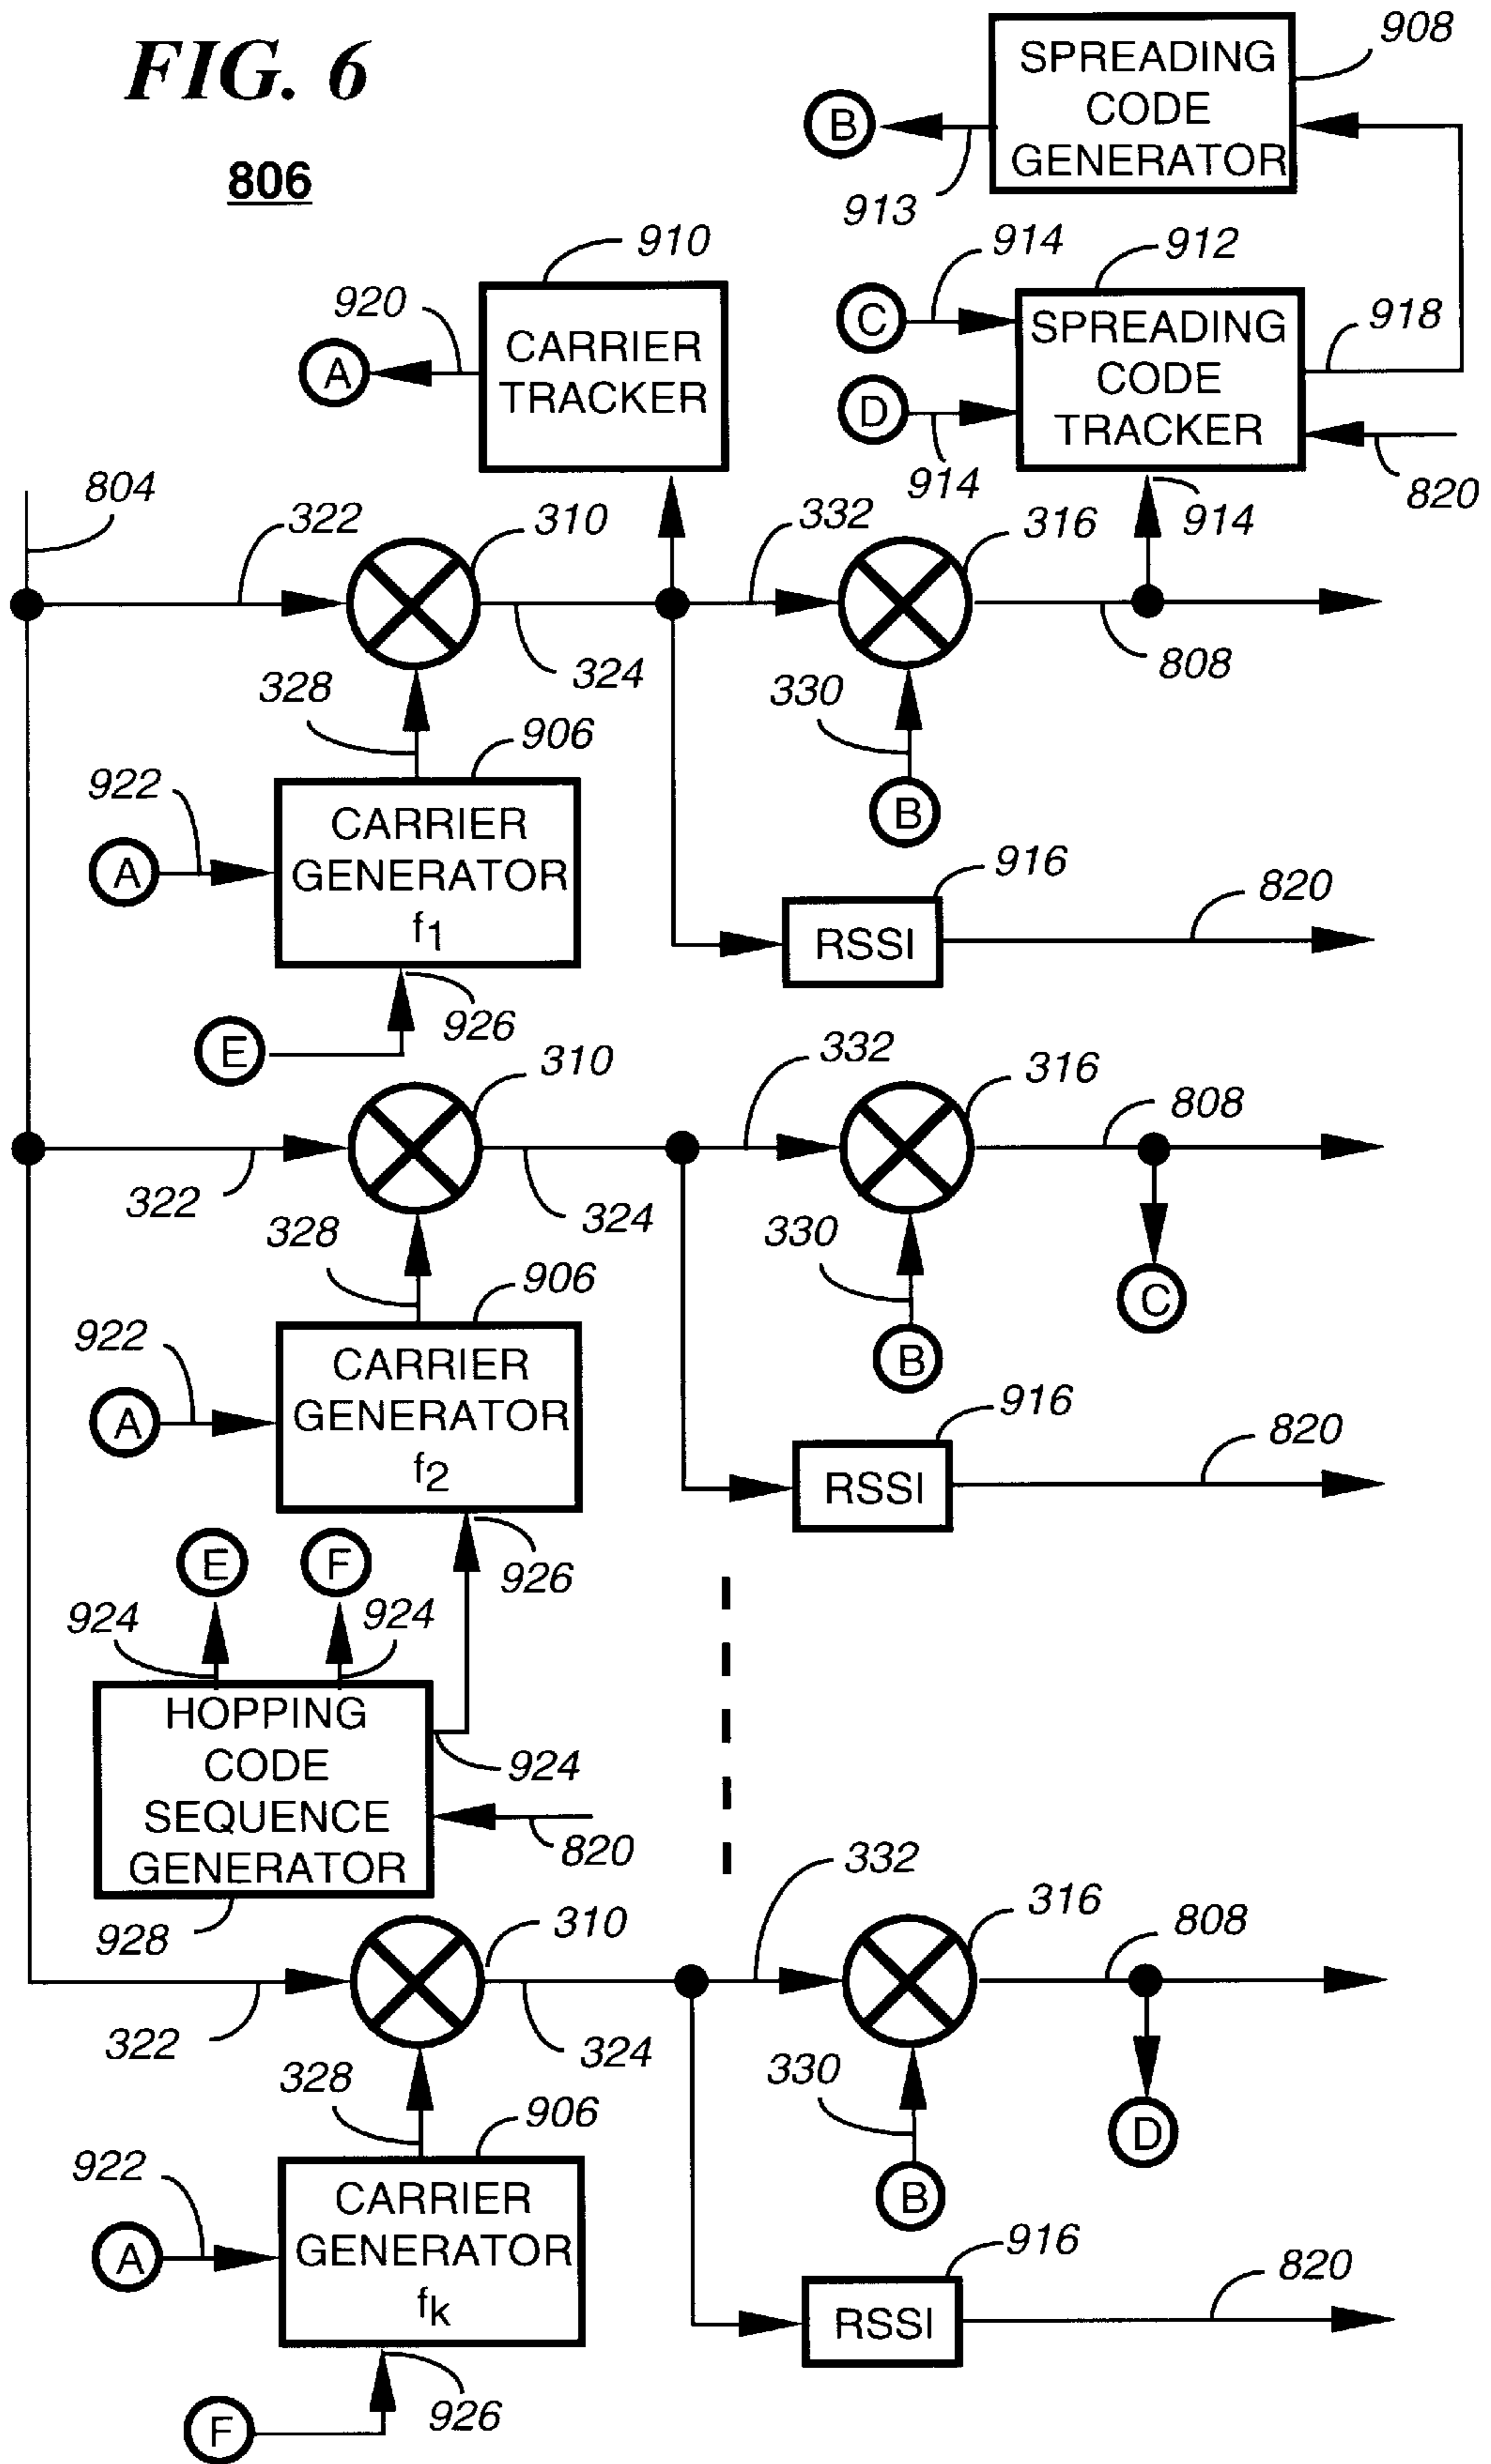 FIG. 6
806
SPREADING
CODE
GENERATOR
908
B
913
910
920
A
CARRIER
TRACKER
914
912
C
SPREADING
CODE
TRACKER
918
D
914
820
914
804
322
310
324
332
316
808
328
906
330
B
922
A
CARRIER
GENERATOR
f1
916
RSSI
820
E
926
310
332
316
808
322
324
328
906
330
B
C
922
A
CARRIER
GENERATOR
f2
916
RSSI
820
926
E
F
924
924
HOPPING
CODE
SEQUENCE
GENERATOR
924
820
928
310
332
316
808
322
324
328
906
330
B
D
922
A
CARRIER
GENERATOR
fk
916
RSSI
820
F
926